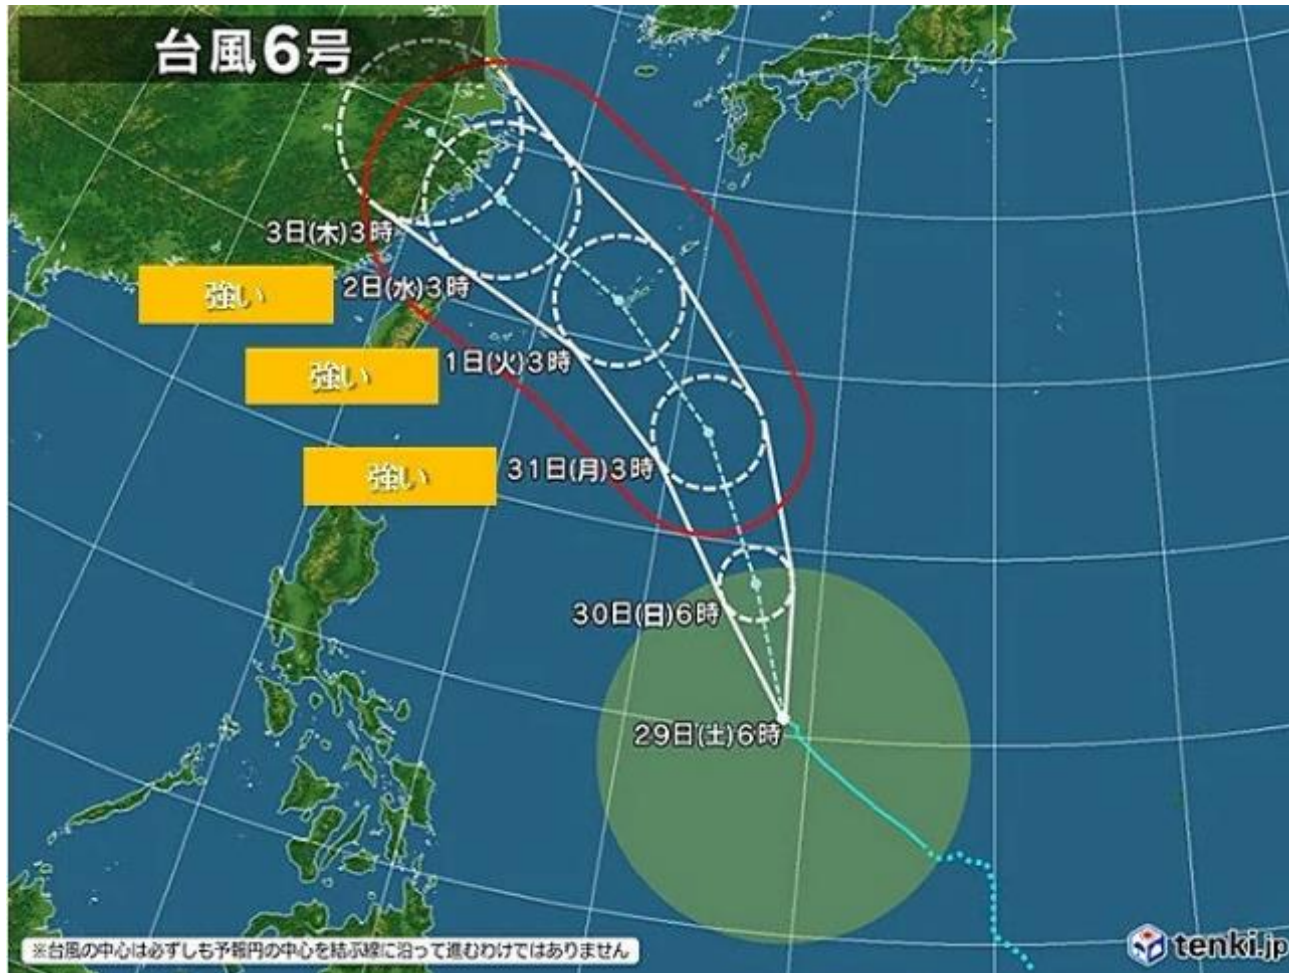 台風6号
3日(木)3時
強い
2日(水)3時
強い
1日(火)3時
強い
31日(月)3時
30日(日)6時
29日(土)6時
※台風の中心は必ずしも予報円の中心を結ぶ線に沿って進むわけではありません
tenki.jp